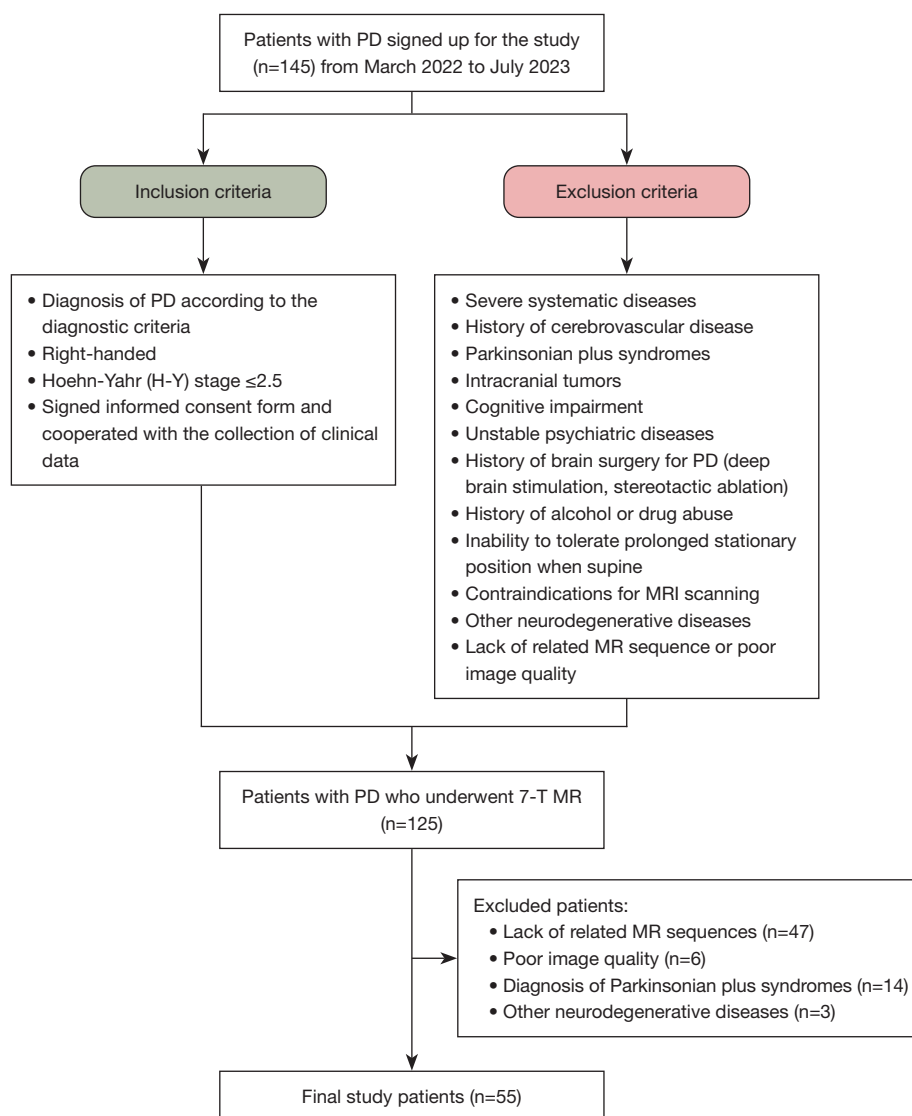 Patients with PD signed up for the study
(n=145) from March 2022 to July 2023
Inclusion criteria
Exclusion criteria
• Diagnosis of PD according to the
diagnostic criteria
• Right-handed
• Hoehn-Yahr (H-Y) stage ≤2.5
• Signed informed consent form and
cooperated with the collection of clinical
data
• Severe systematic diseases
• History of cerebrovascular disease
• Parkinsonian plus syndromes
• Intracranial tumors
• Cognitive impairment
• Unstable psychiatric diseases
• History of brain surgery for PD (deep
brain stimulation, stereotactic ablation)
• History of alcohol or drug abuse
• Inability to tolerate prolonged stationary
position when supine
• Contraindications for MRI scanning
• Other neurodegenerative diseases
• Lack of related MR sequence or poor
image quality
Patients with PD who underwent 7-T MR
(n=125)
Excluded patients:
• Lack of related MR sequences (n=47)
• Poor image quality (n=6)
• Diagnosis of Parkinsonian plus syndromes (n=14)
• Other neurodegenerative diseases (n=3)
Final study patients (n=55)